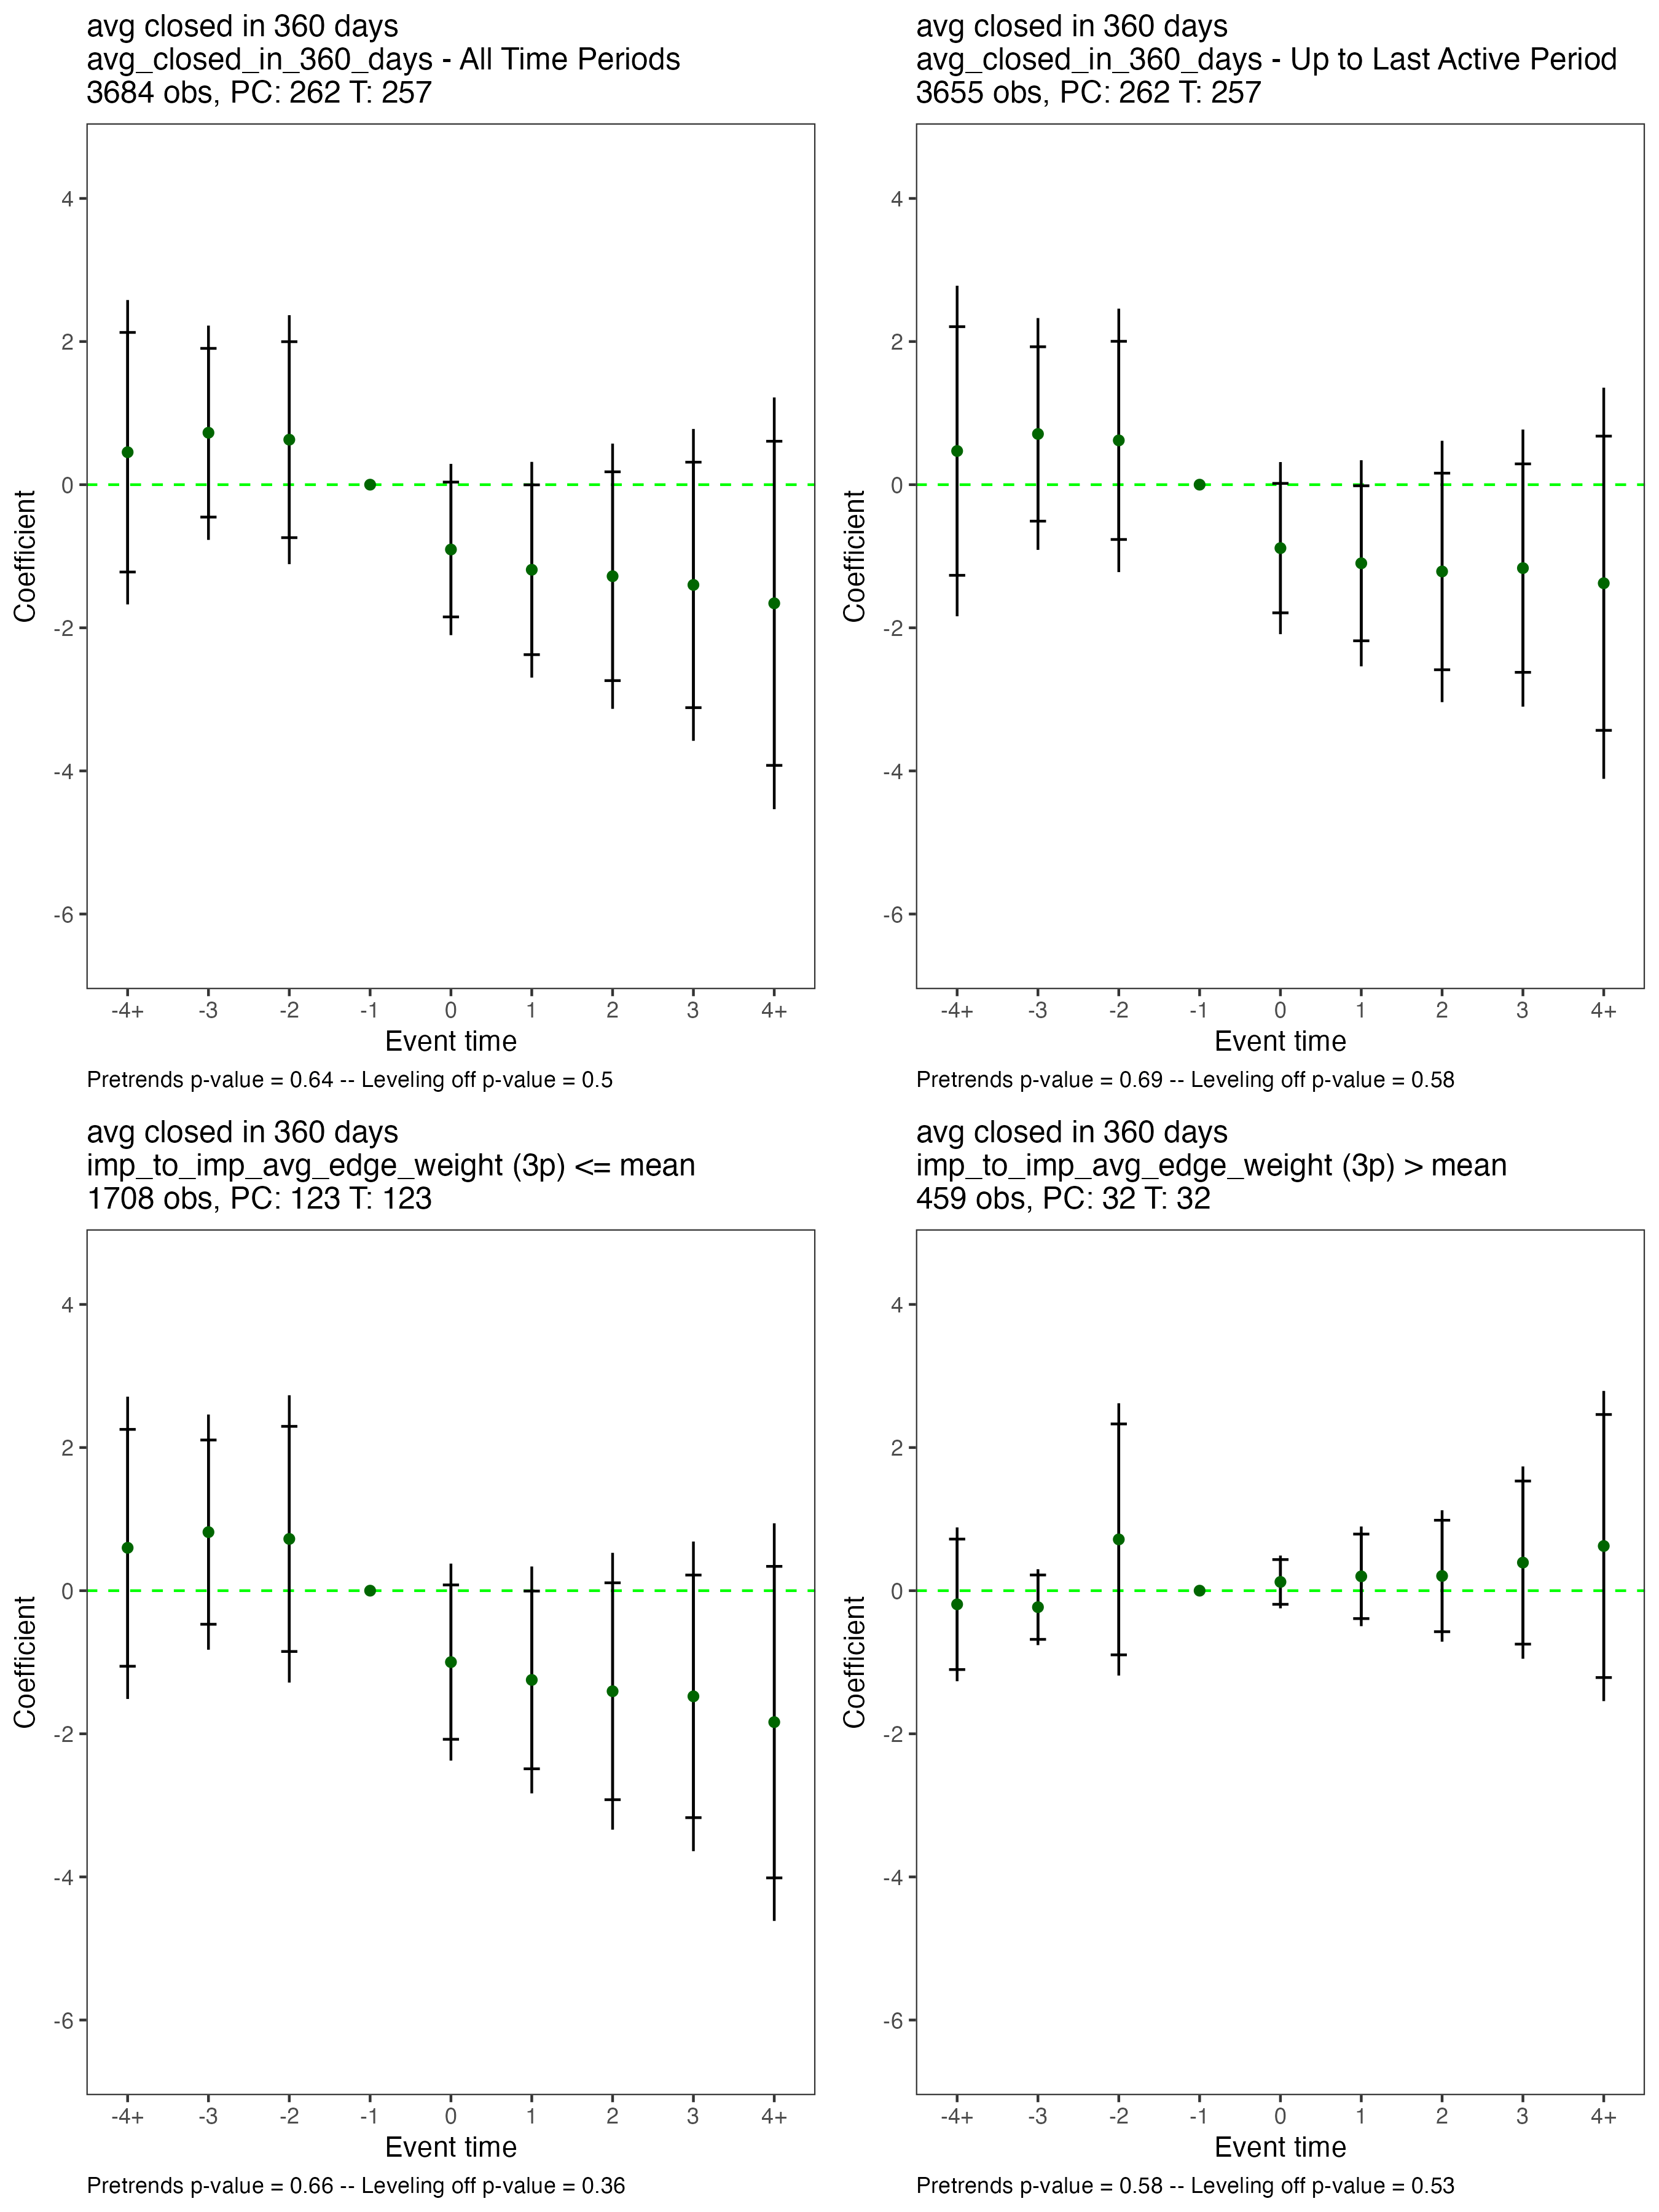 avg closed in 360 days
avg_closed_in_360_days - All Time Periods
3684 obs, PC: 262 T: 257
4
2
0
-2
-4
-6
Coefficient
-4+ -3 -2 -1 0 1 2 3 4+
Event time
Pretrends p-value = 0.64 -- Leveling off p-value = 0.5
avg closed in 360 days
avg_closed_in_360_days - Up to Last Active Period
3655 obs, PC: 262 T: 257
4
2
0
-2
-4
-6
Coefficient
-4+ -3 -2 -1 0 1 2 3 4+
Event time
Pretrends p-value = 0.69 -- Leveling off p-value = 0.58
avg closed in 360 days
imp_to_imp_avg_edge_weight (3p) <= mean
1708 obs, PC: 123 T: 123
4
2
0
-2
-4
-6
Coefficient
-4+ -3 -2 -1 0 1 2 3 4+
Event time
Pretrends p-value = 0.66 -- Leveling off p-value = 0.36
avg closed in 360 days
imp_to_imp_avg_edge_weight (3p) > mean
459 obs, PC: 32 T: 32
4
2
0
-2
-4
-6
Coefficient
-4+ -3 -2 -1 0 1 2 3 4+
Event time
Pretrends p-value = 0.58 -- Leveling off p-value = 0.53